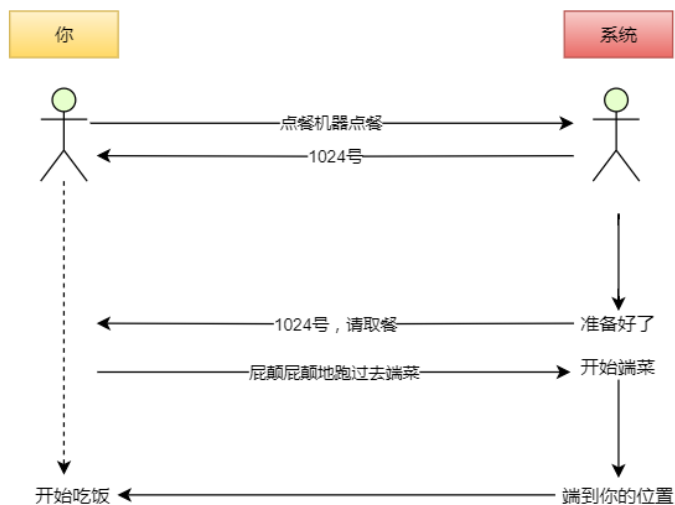 你
系统
点餐机器点餐
1024号
1024号，请取餐
准备好了
屁颠屁颠地跑过去端菜
开始端菜
开始吃饭
端到你的位置